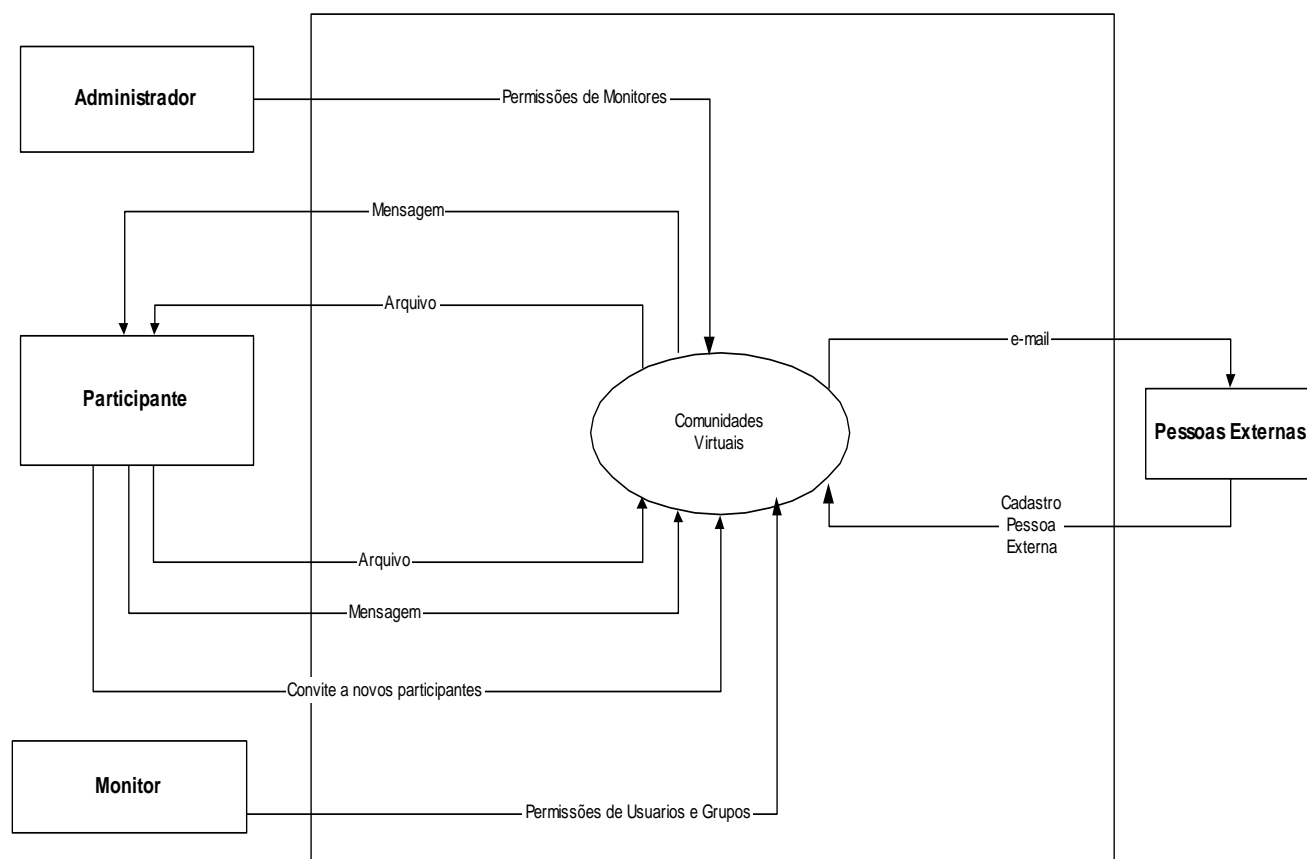 Administrador
Permissões de Monitores
Mensagem
Arquivo
e-mail
Participante
Comunidades
Virtuais
Pessoas Externas
Cadastro
Pessoa
Externa
Arquivo
Mensagem
Convite a novos participantes
Monitor
Permissões de Usuarios e Grupos